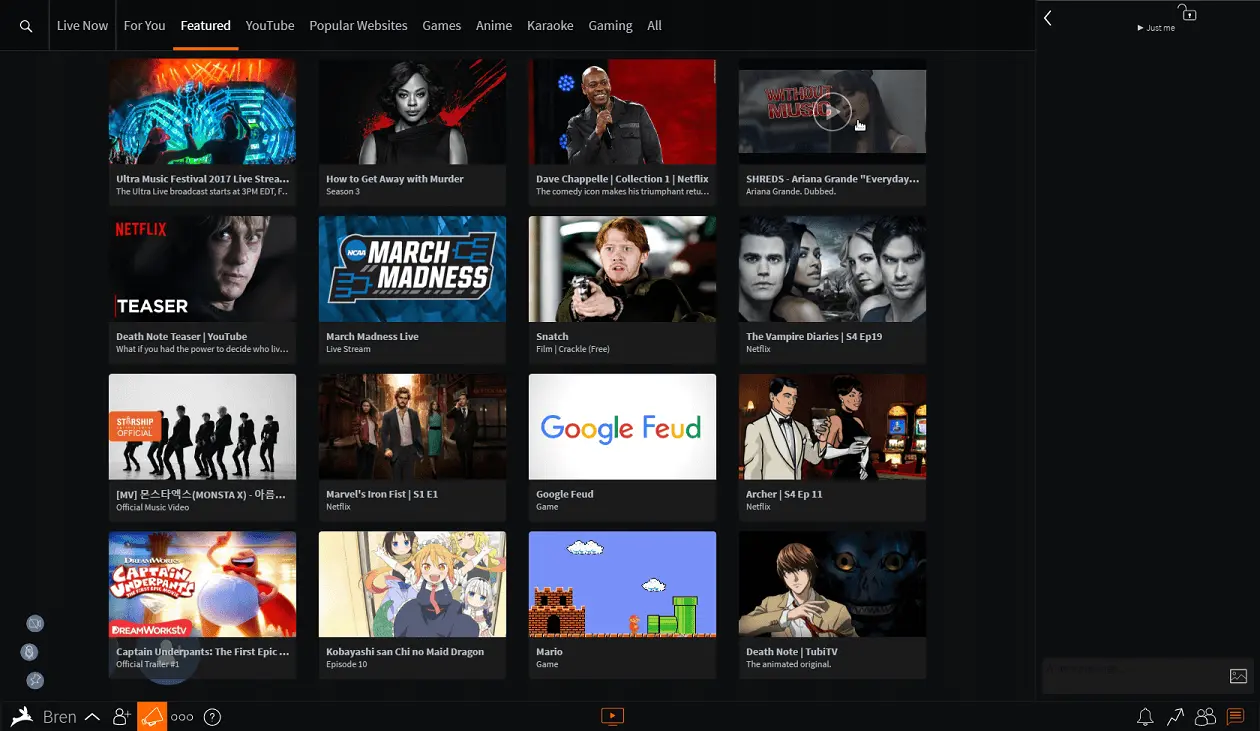 Live Now
For You
Featured
YouTube
Popular Websites
Games
Anime
Karaoke
Gaming
All
▶ Just me
WITHOUT
MUSIC
Ultra Music Festival 2017 Live Strea...
The Ultra Live broadcast starts at 3PM EDT, F...
How to Get Away with Murder
Season 3
Dave Chappelle | Collection 1 | Netflix
The comedy icon makes his triumphant retu...
SHREDS - Ariana Grande "Everyday...
Ariana Grande. Dubbed.
NETFLIX
TEASER
NCAA
MARCH
MADNESS
Death Note Teaser | YouTube
What if you had the power to decide who liv...
March Madness Live
Live Stream
Snatch
Film | Crackle (Free)
The Vampire Diaries | S4 Ep19
Netflix
STARSHIP
OFFICIAL
Google Feud
[MV] 몬스타엑스(MONSTA X) - 아름...
Official Music Video
Marvel's Iron Fist | S1 E1
Netflix
Google Feud
Game
Archer | S4 Ep 11
Netflix
DREAMWORKS
CAPTAIN
UNDERPANTS
THE FIRST EPIC MOVIE
DREAMWORKSTV
Captain Underpants: The First Epic ...
Official Trailer #1
Kobayashi san Chi no Maid Dragon
Episode 10
Mario
Game
Death Note | TubiTV
The animated original.
Bren